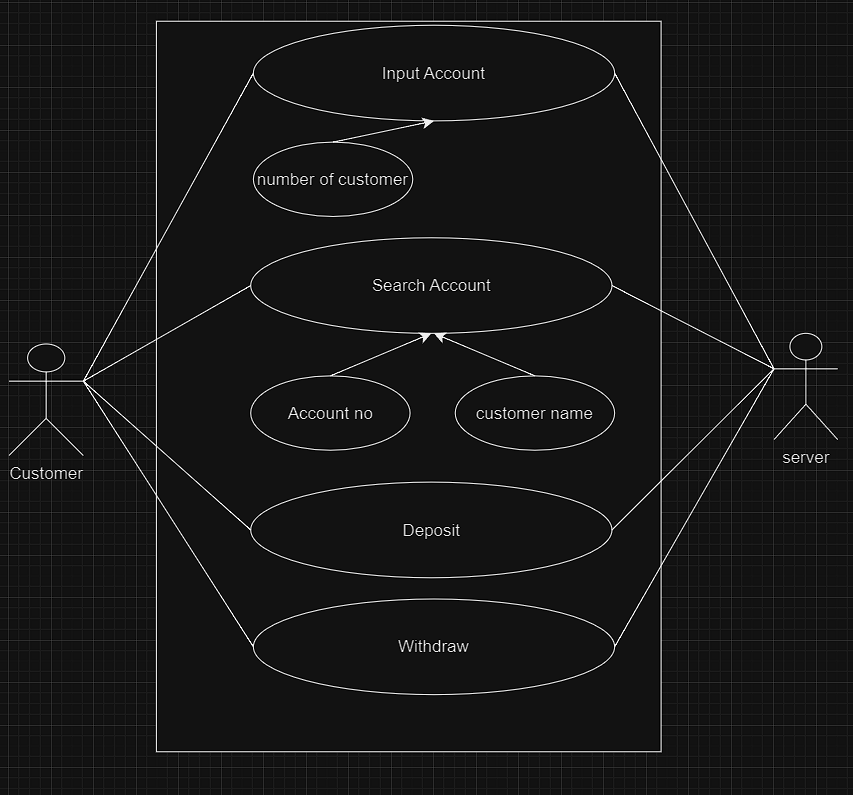 Input Account
number of customer
Search Account
Account no
customer name
Customer
server
Deposit
Withdraw